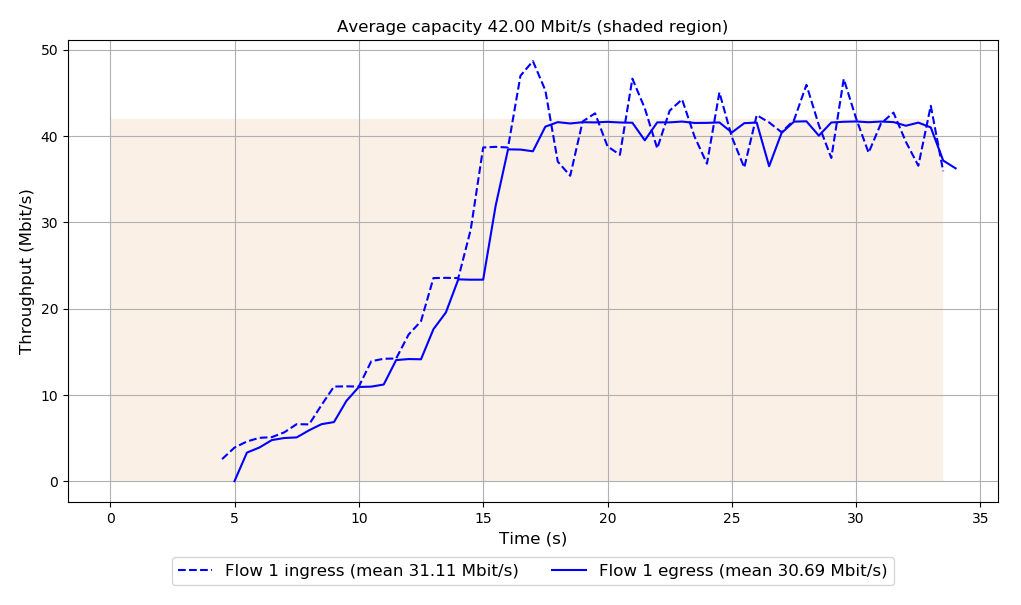 Average capacity 42.00 Mbit/s (shaded region)
50
40
30
20
10
0
Throughput (Mbit/s)
0 5 10 15 20 25 30 35
Time (s)
Flow 1 ingress (mean 31.11 Mbit/s) Flow 1 egress (mean 30.69 Mbit/s)